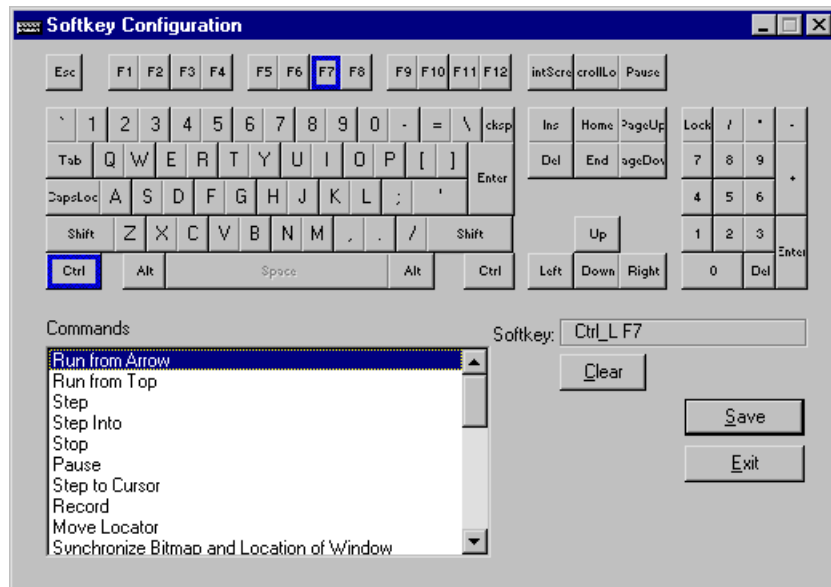 Softkey Configuration
Esc F1 F2 F3 F4 F5 F6 F7 F8 F9 F10 F11 F12 intScre crollLo Pause
` 1 2 3 4 5 6 7 8 9 0 - = \ cksp Ins Home PageUp Lock / * -
Tab Q W E R T Y U I O P [ ] Enter Del End ageDow 7 8 9 +
CapsLoc A S D F G H J K L ; ' 4 5 6
Shift Z X C V B N M , . / Shift Up 1 2 3 Enter
Ctrl Alt Space Alt Ctrl Left Down Right 0 Del
Commands
Softkey: Ctrl_L F7
Run from Arrow
Run from Top
Step
Step Into
Stop
Pause
Step to Cursor
Record
Move Locator
Synchronize Bitmap and Location of Window
Clear
Save
Exit